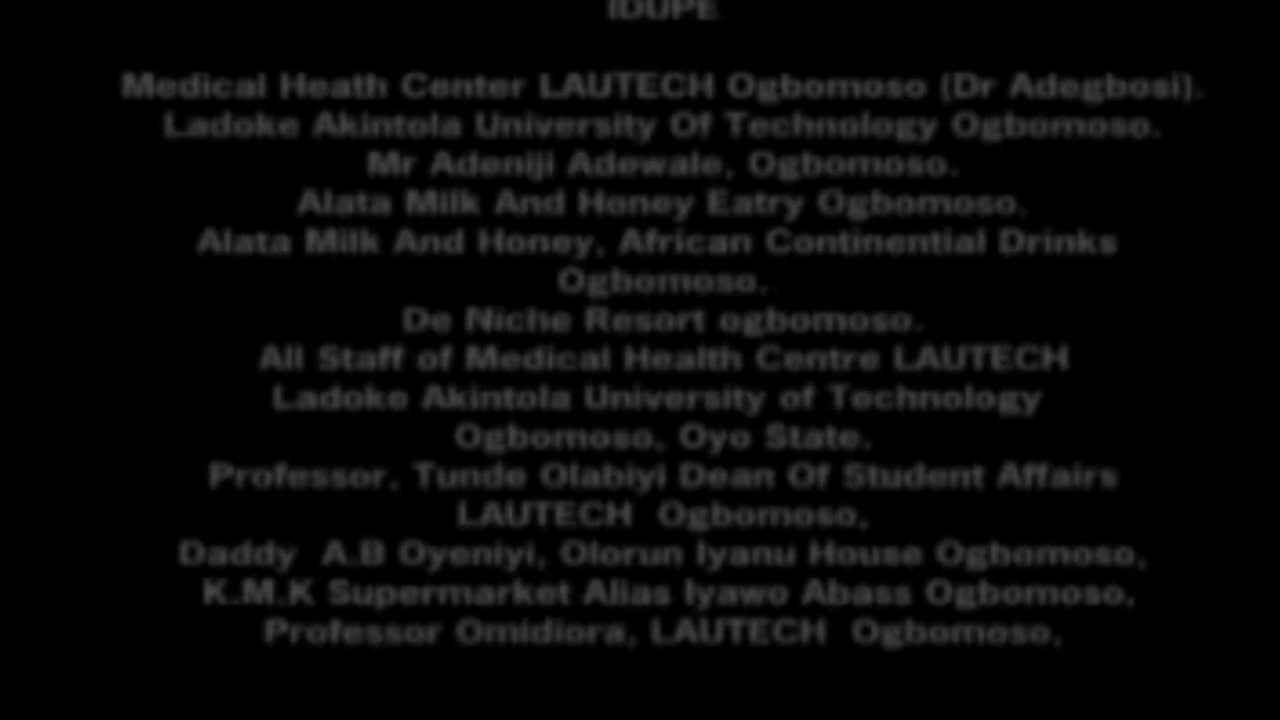 IDUPE
Medical Heath Center LAUTECH Ogbomoso (Dr Adegbosi).
Ladoke Akintola University Of Technology Ogbomoso.
Mr Adeniji Adewale, Ogbomoso.
Alata Milk And Honey Eatry Ogbomoso.
Alata Milk And Honey, African Continential Drinks
Ogbomoso.
De Niche Resort ogbomoso.
All Staff of Medical Health Centre LAUTECH
Ladoke Akintola University of Technology
Ogbomoso, Oyo State.
Professor, Tunde Olabiyi Dean Of Student Affairs
LAUTECH Ogbomoso,
Daddy A.B Oyeniyi, Olorun Iyanu House Ogbomoso,
K.M.K Supermarket Alias Iyawo Abass Ogbomoso,
Professor Omidiora, LAUTECH Ogbomoso,